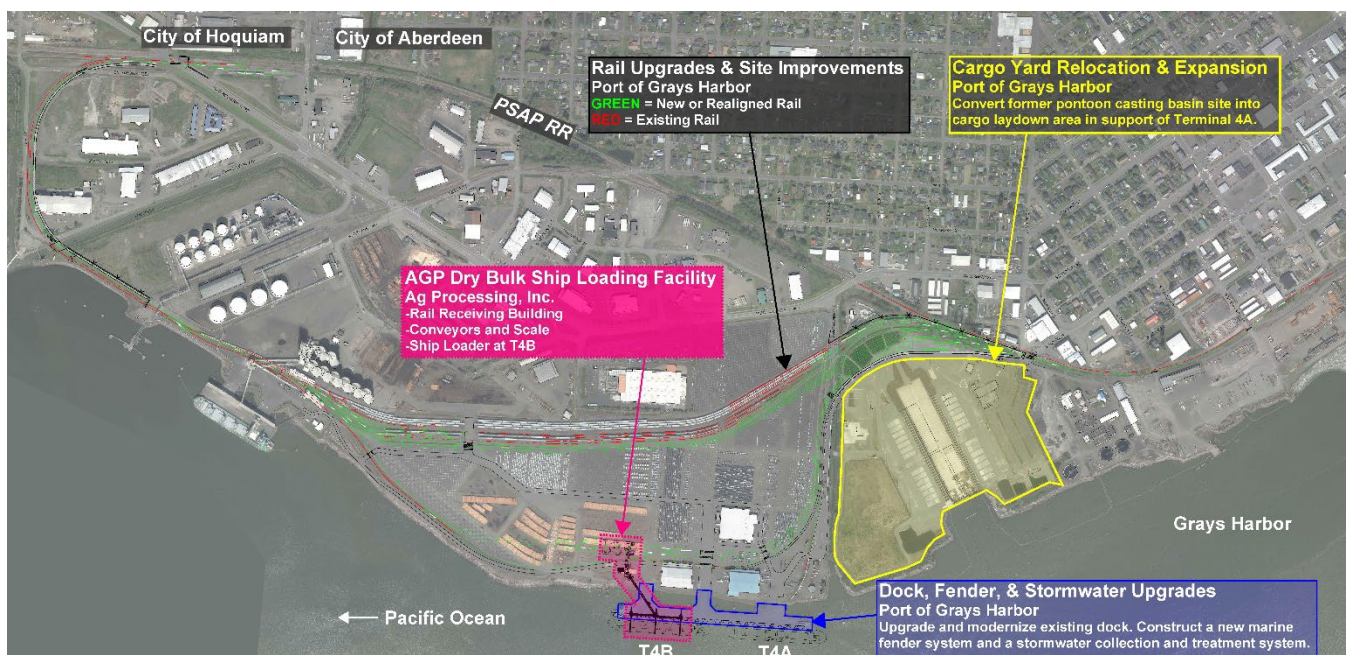 City of Hoquiam
City of Aberdeen
PSAP RR
Rail Upgrades & Site Improvements
Port of Grays Harbor
GREEN = New or Realigned Rail
RED = Existing Rail
Cargo Yard Relocation & Expansion
Port of Grays Harbor
Convert former pontoon casting basin site into
cargo laydown area in support of Terminal 4A.
AGP Dry Bulk Ship Loading Facility
Ag Processing, Inc.
-Rail Receiving Building
-Conveyors and Scale
-Ship Loader at T4B
Grays Harbor
Pacific Ocean
Dock, Fender, & Stormwater Upgrades
Port of Grays Harbor
Upgrade and modernize existing dock. Construct a new marine
fender system and a stormwater collection and treatment system.
T4B
T4A